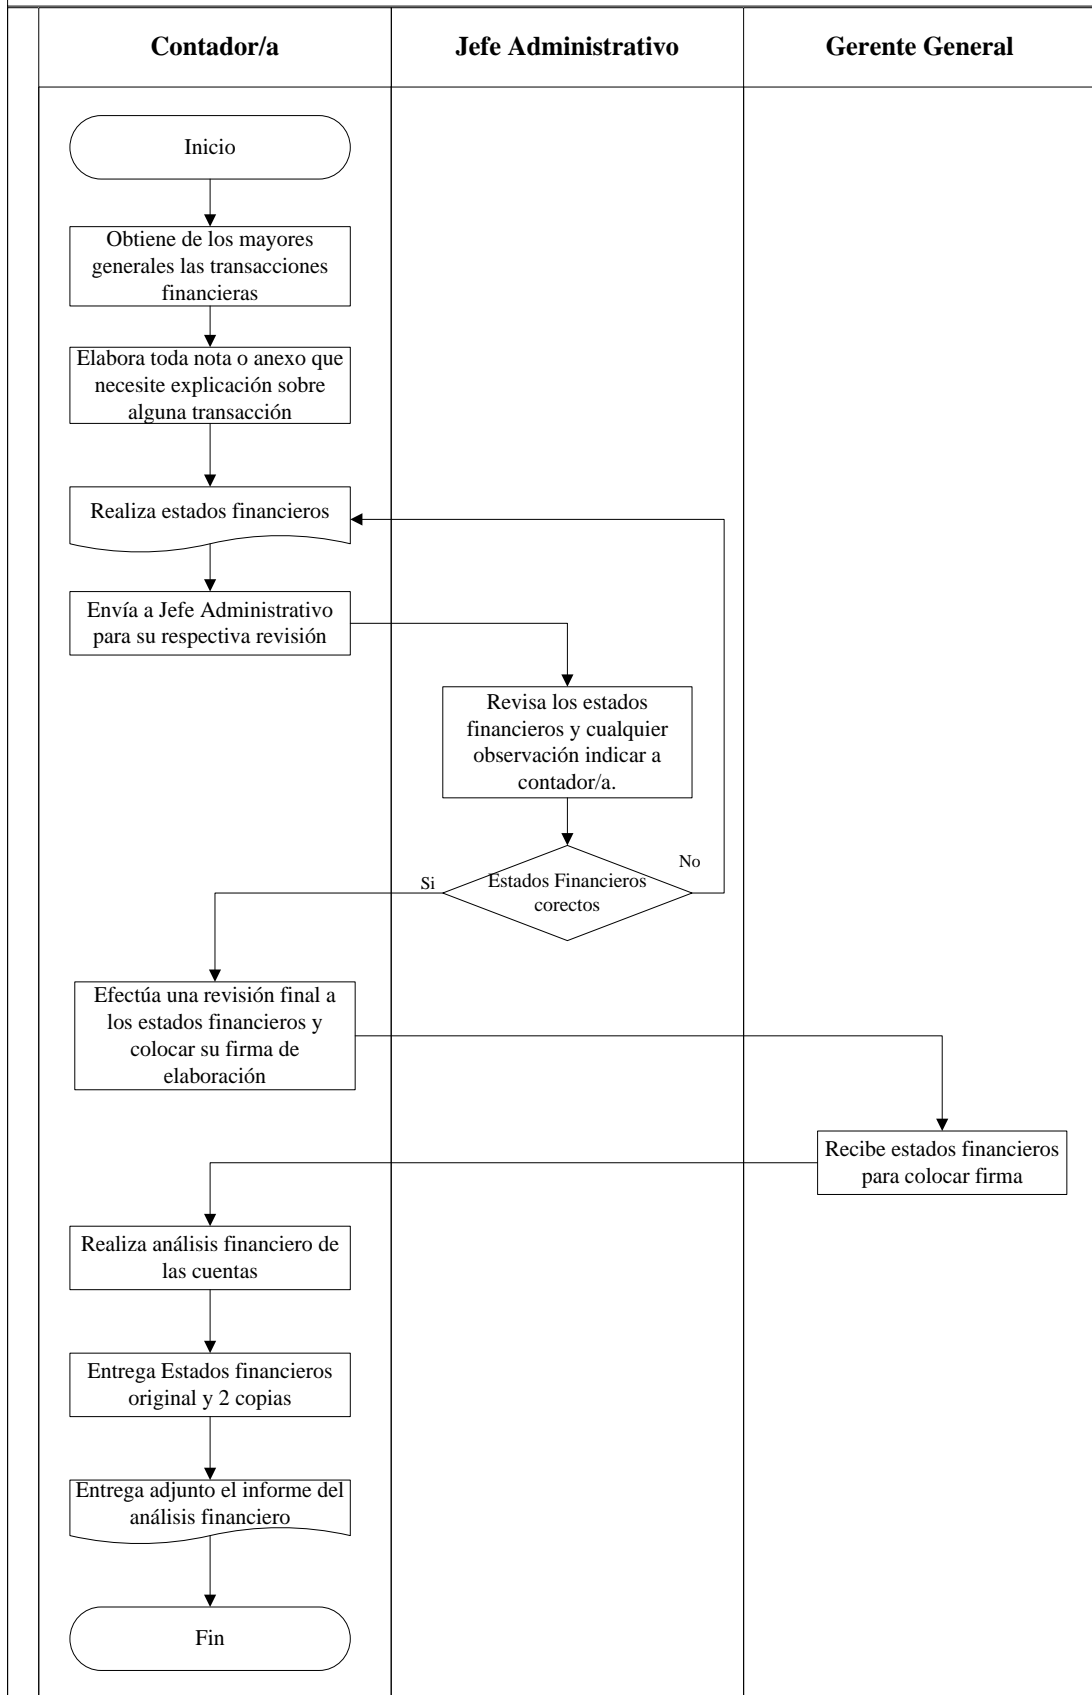 Contador/a
Jefe Administrativo
Gerente General
Inicio
Obtiene de los mayores
generales las transacciones
financieras
Elabora toda nota o anexo que
necesite explicación sobre
alguna transacción
Realiza estados financieros
Envía a Jefe Administrativo
para su respectiva revisión
Revisa los estados
financieros y cualquier
observación indicar a
contador/a.
No
Si
Estados Financieros
corectos
Efectúa una revisión final a
los estados financieros y
colocar su firma de
elaboración
Recibe estados financieros
para colocar firma
Realiza análisis financiero de
las cuentas
Entrega Estados financieros
original y 2 copias
Entrega adjunto el informe del
análisis financiero
Fin